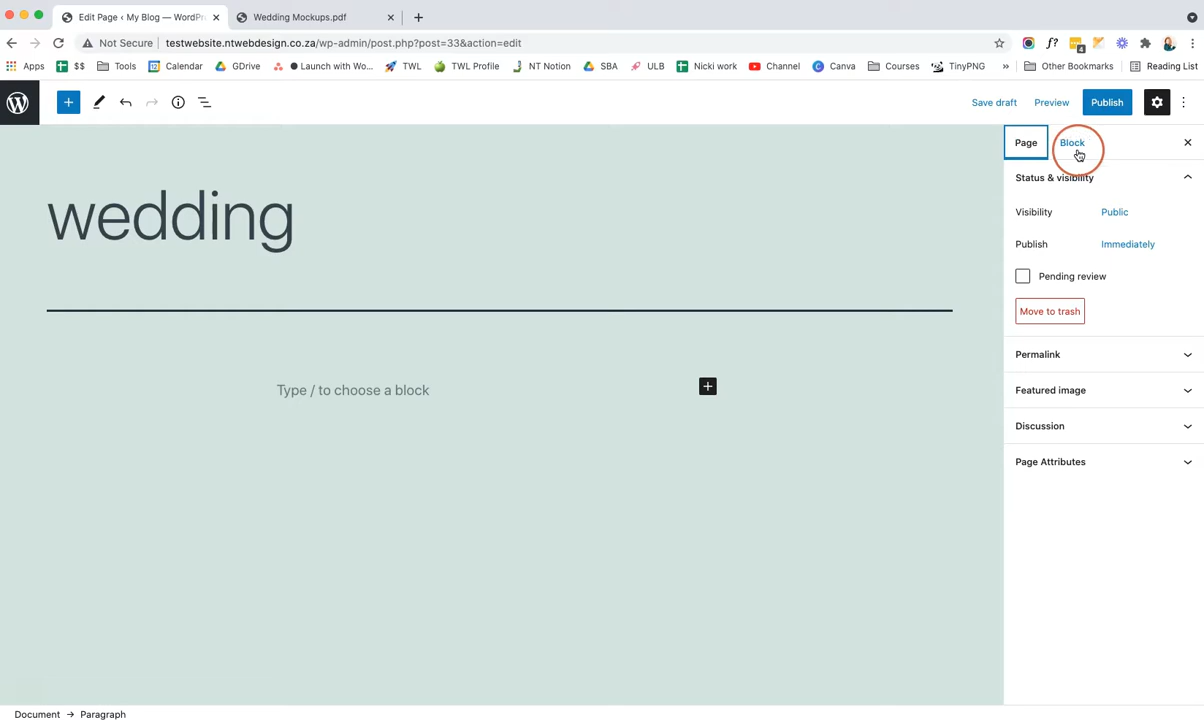 Edit Page ‹ My Blog — WordPr
Wedding Mockups.pdf
Not Secure
testwebsite.ntwebdesign.co.za/wp-admin/post.php?post=33&action=edit
f?
4
Apps
$$
Tools
12
Calendar
GDrive
Launch with Wo...
TWL
TWL Profile
NT Notion
SBA
ULB
Nicki work
Channel
Canva
Courses
TinyPNG
»
Other Bookmarks
Reading List
Save draft
Preview
Publish
Page
Block
Status & visibility
Visibility
Public
Publish
Immediately
Pending review
Move to trash
Permalink
Featured image
Discussion
Page Attributes
wedding
Type / to choose a block
Document → Paragraph